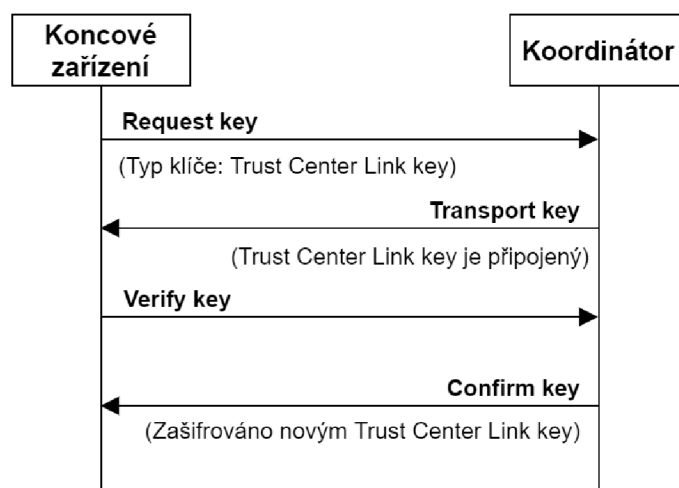 Koncové
zařízení
Koordinátor
Request key
(Typ klíče: Trust Center Link key)
Transport key
(Trust Center Link key je připojený)
Verify key
Confirm key
(Zašifrováno novým Trust Center Link key)